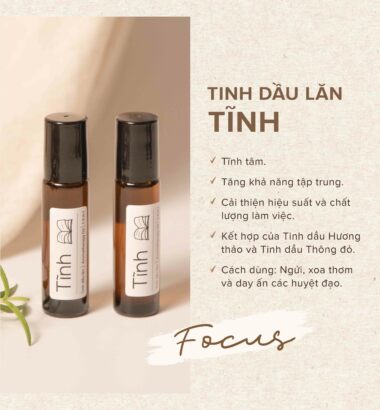 TINH DẦU LĂN
TĨNH
Tĩnh tâm.
Tăng khả năng tập trung.
Cải thiện hiệu suất và chất
lượng làm việc.
Kết hợp của Tinh dầu Hương
thảo và Tinh dầu Thông đỏ.
Cách dùng: Ngửi, xoa thơm
và day ấn các huyệt đạo.
Focus
Tĩnh
Tĩnh